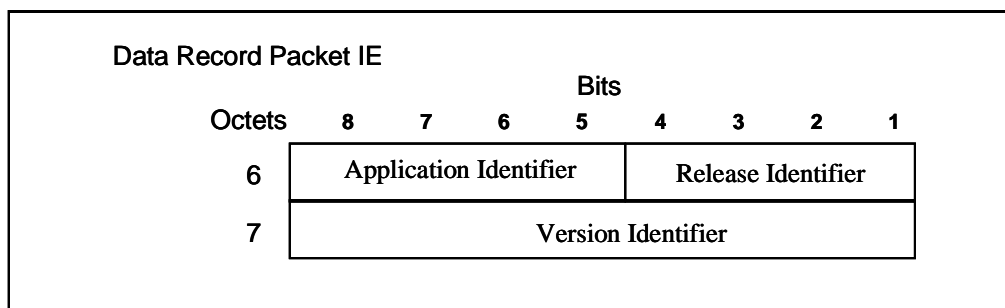 Data Record Packet IE
Bits
Octets 8 7 6 5 4 3 2 1
6 Application Identifier Release Identifier
7 Version Identifier